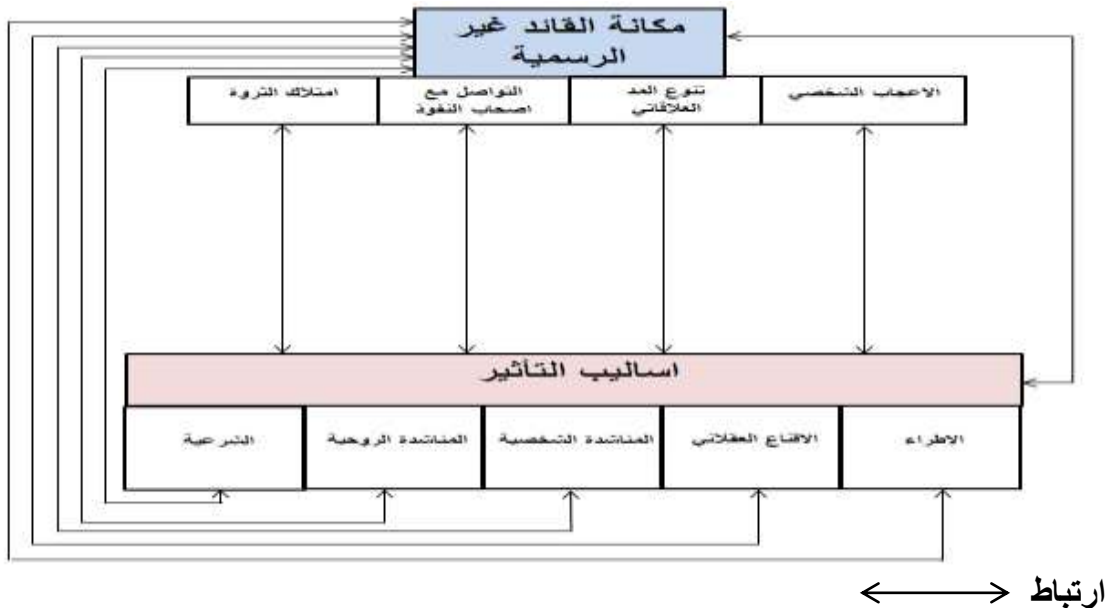 مكانة القائد غير
الرسمية
الاعجاب الشخصي
تنوع المد
العلاقاتي
التواصل مع
اصحاب النفوذ
امتلاك الثروة
اساليب التأثير
الاطراء
الاقناع العقلاني
المناشدة الشخصية
المناشدة الروحية
الشرعية
ارتباط